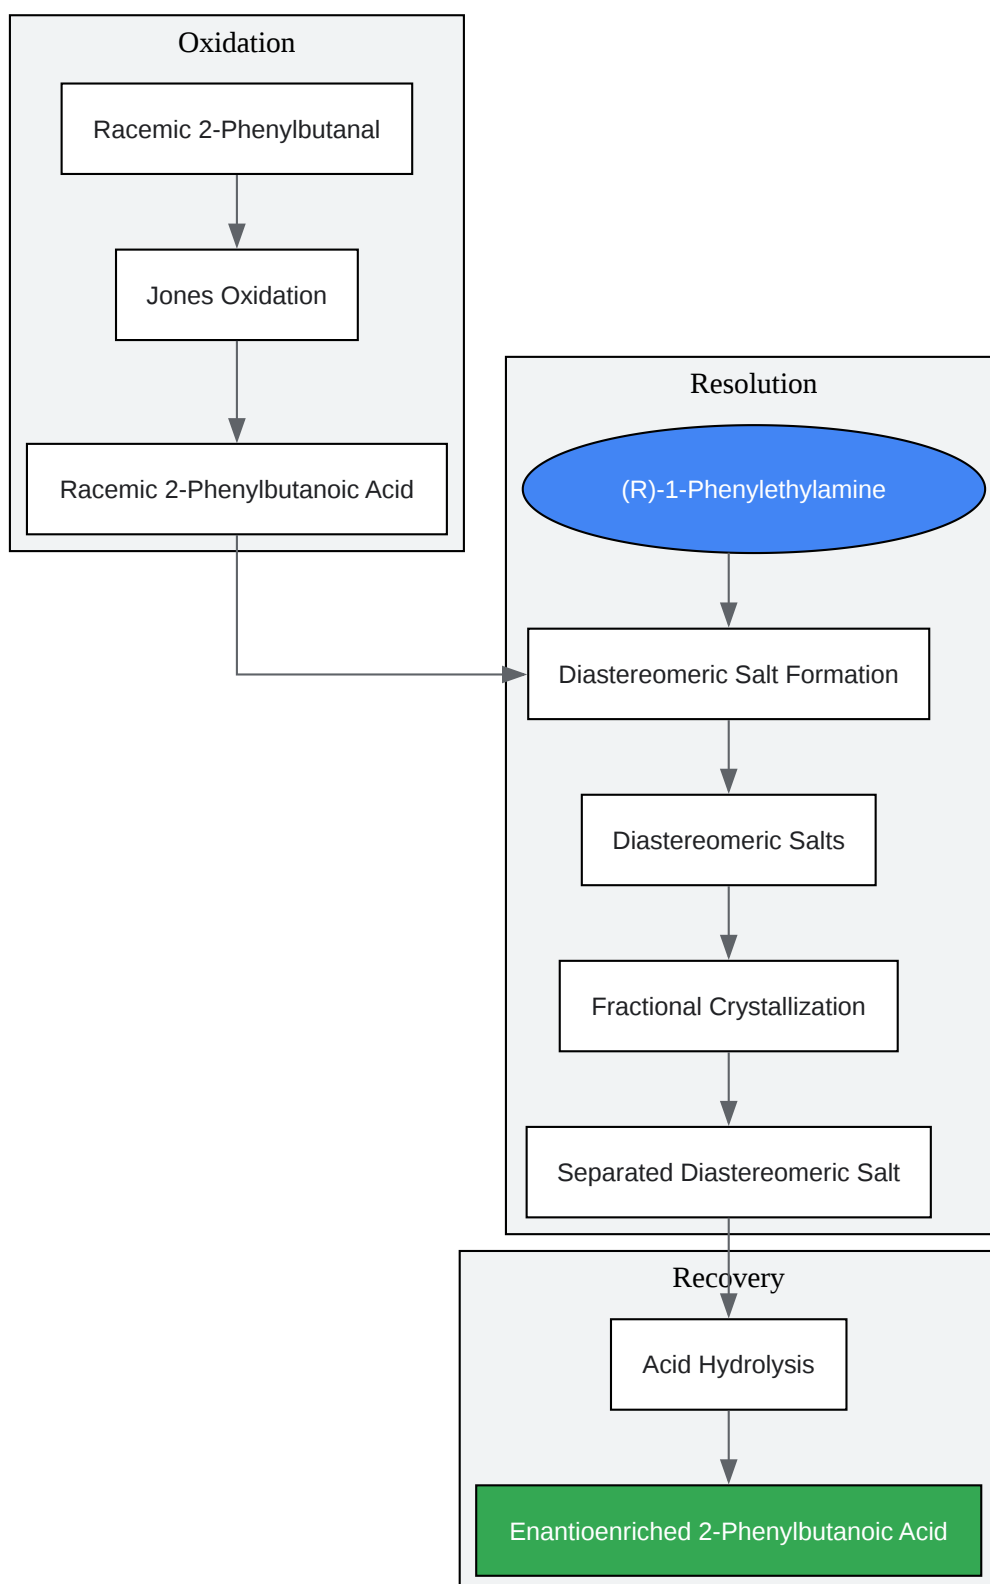 Oxidation
Racemic 2-Phenylbutanal
Jones Oxidation
Racemic 2-Phenylbutanoic Acid
Resolution
(R)-1-Phenylethylamine
Diastereomeric Salt Formation
Diastereomeric Salts
Fractional Crystallization
Separated Diastereomeric Salt
Recovery
Acid Hydrolysis
Enantioenriched 2-Phenylbutanoic Acid